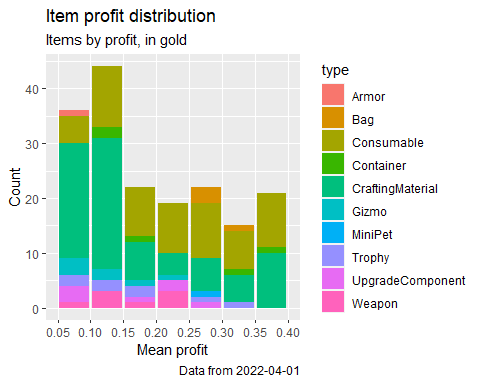 Item profit distribution
Items by profit, in gold
Count
40
30
20
10
0
0.05 0.10 0.15 0.20 0.25 0.30 0.35 0.40
Mean profit
type
Armor
Bag
Consumable
Container
CraftingMaterial
Gizmo
MiniPet
Trophy
UpgradeComponent
Weapon
Data from 2022-04-01